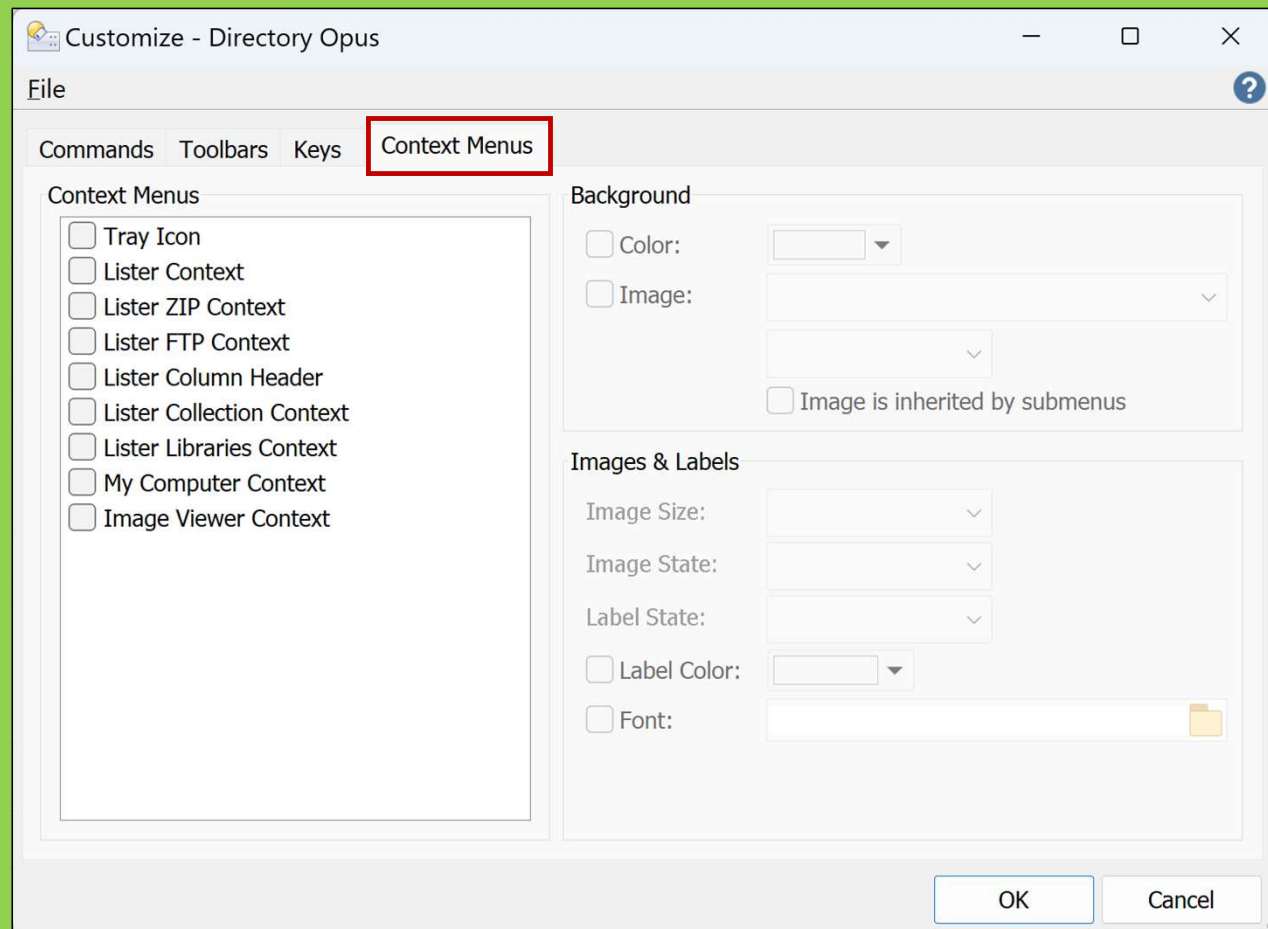 Customize - Directory Opus
File
?
Commands Toolbars Keys Context Menus
Context Menus
Tray Icon
Lister Context
Lister ZIP Context
Lister FTP Context
Lister Column Header
Lister Collection Context
Lister Libraries Context
My Computer Context
Image Viewer Context
Background
Color:
Image:
Image is inherited by submenus
Images & Labels
Image Size:
Image State:
Label State:
Label Color:
Font:
OK Cancel